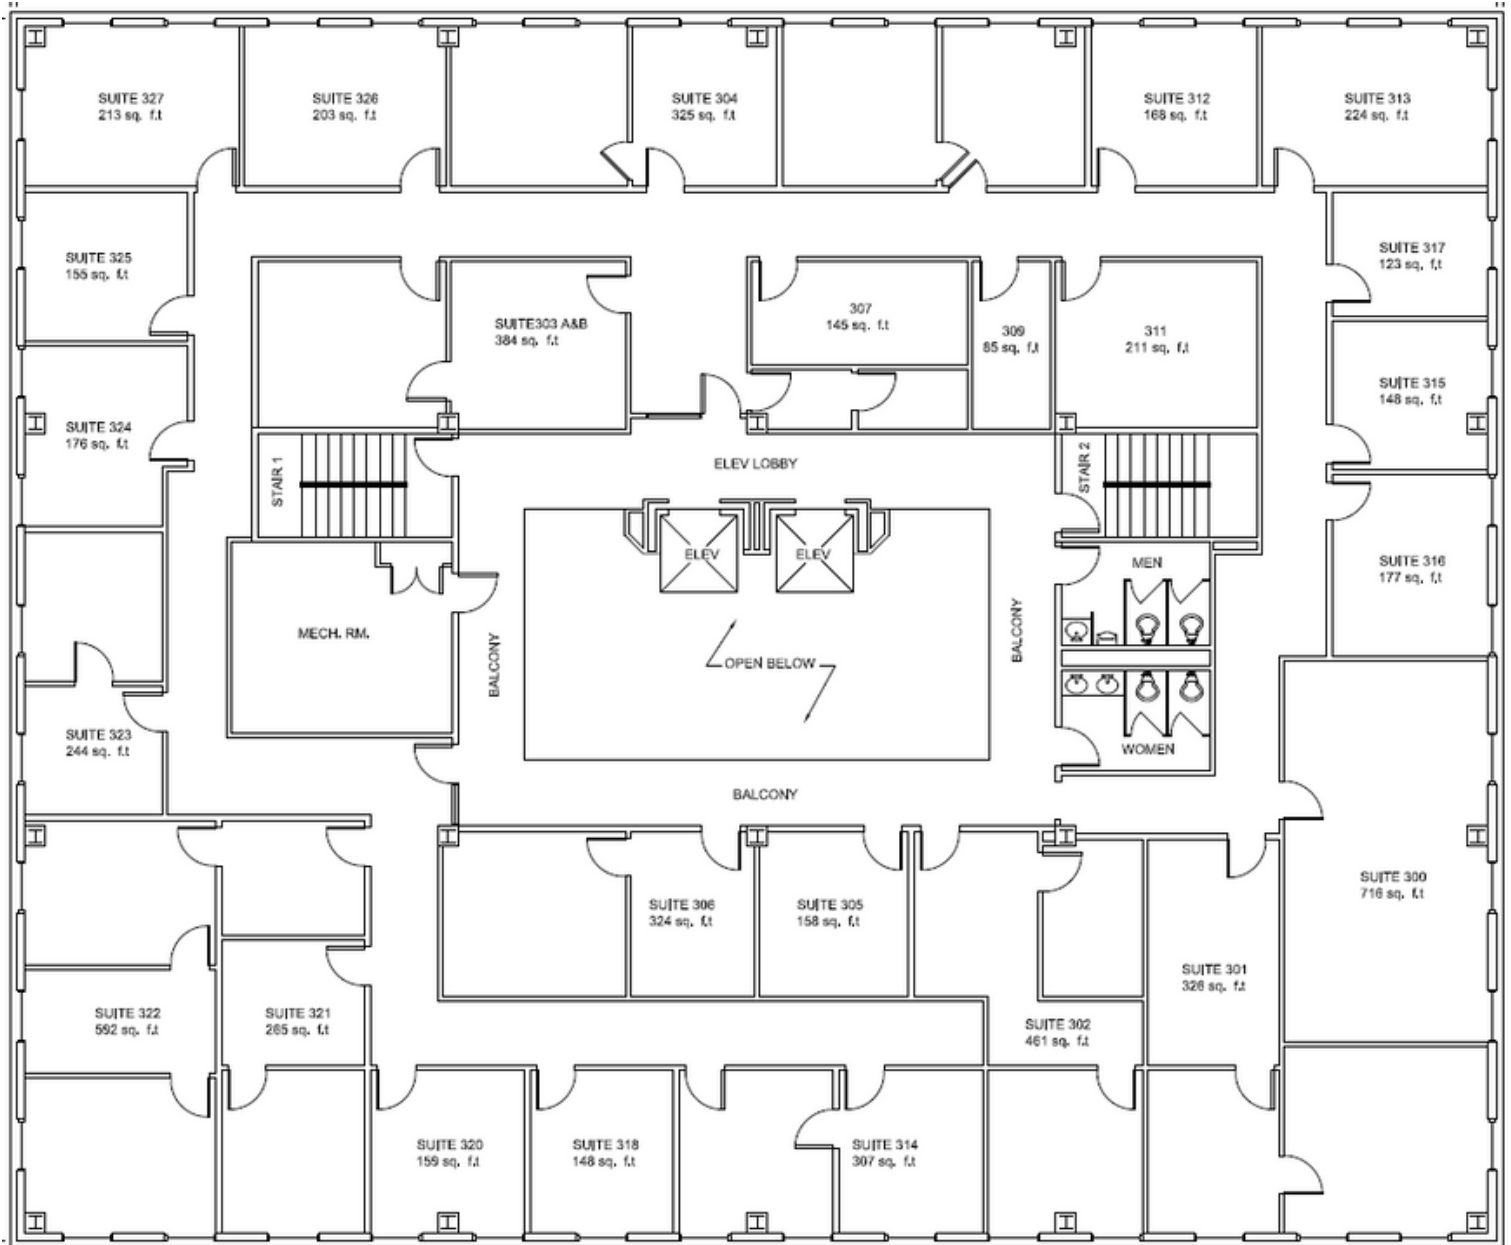 SUITE 327
213 sq. f.t
SUITE 326
203 sq. f.t
SUITE 304
325 sq. f.t
SUITE 312
168 sq. f.t
SUITE 313
224 sq. f.t
SUITE 325
155 sq. f.t
SUITE303 A&B
384 sq. f.t
307
145 sq. f.t
309
85 sq. f.t
311
211 sq. f.t
SUITE 317
123 sq. f.t
SUITE 315
148 sq. f.t
SUITE 324
176 sq. f.t
STAIR 1
ELEV LOBBY
STAIR 2
ELEV
ELEV
MEN
SUITE 316
177 sq. f.t
MECH. RM.
BALCONY
OPEN BELOW
BALCONY
SUITE 323
244 sq. f.t
WOMEN
BALCONY
SUITE 306
324 sq. f.t
SUITE 305
158 sq. f.t
SUITE 300
716 sq. f.t
SUITE 301
326 sq. f.t
SUITE 322
592 sq. f.t
SUITE 321
265 sq. f.t
SUITE 302
461 sq. f.t
SUITE 320
159 sq. f.t
SUITE 318
148 sq. f.t
SUITE 314
307 sq. f.t